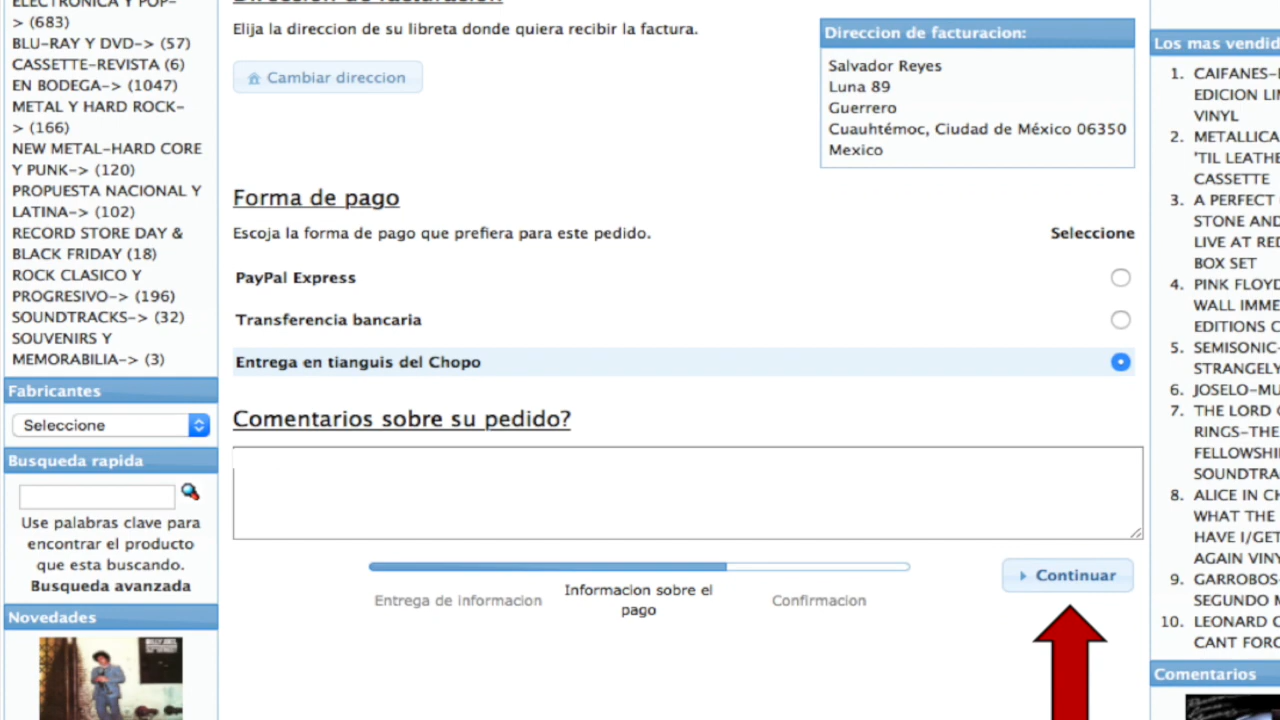 > (683)
BLU-RAY Y DVD-> (57)
CASSETTE-REVISTA (6)
EN BODEGA-> (1047)
METAL Y HARD ROCK-
> (166)
NEW METAL-HARD CORE
Y PUNK-> (120)
PROPUESTA NACIONAL Y
LATINA-> (102)
RECORD STORE DAY &
BLACK FRIDAY (18)
ROCK CLASICO Y
PROGRESIVO-> (196)
SOUNDTRACKS-> (32)
SOUVENIRS Y
MEMORABILIA-> (3)
Fabricantes
Seleccione
Busqueda rapida
Use palabras clave para
encontrar el producto
que esta buscando.
Busqueda avanzada
Novedades
Elija la direccion de su libreta donde quiera recibir la factura.
Cambiar direccion
Direccion de facturacion:
Salvador Reyes
Luna 89
Guerrero
Cuauhtémoc, Ciudad de México 06350
Mexico
Forma de pago
Escoja la forma de pago que prefiera para este pedido.
Seleccione
PayPal Express
Transferencia bancaria
Entrega en tianguis del Chopo
Comentarios sobre su pedido?
Continuar
Entrega de informacion
Informacion sobre el
pago
Confirmacion
Los mas vendid
1. CAIFANES-
EDICION
VINYL
2. METALLICA
'TIL LEATHE
CASSETTE
3. A PERFECT
STONE AND
LIVE AT RED
BOX SET
4. PINK FLOYD
WALL IMME
EDITIONS
5. SEMISONIC-
STRANGELY
6. JOSELO-MU
7. THE LORD
RINGS-THE
FELLOWSHI
SOUNDTRA
8. ALICE IN CH
WHAT THE
HAVE I/GET
AGAIN VINY
9. GARROBOS-
SEGUNDO
10. LEONARD C
CANT FORG
Comentarios